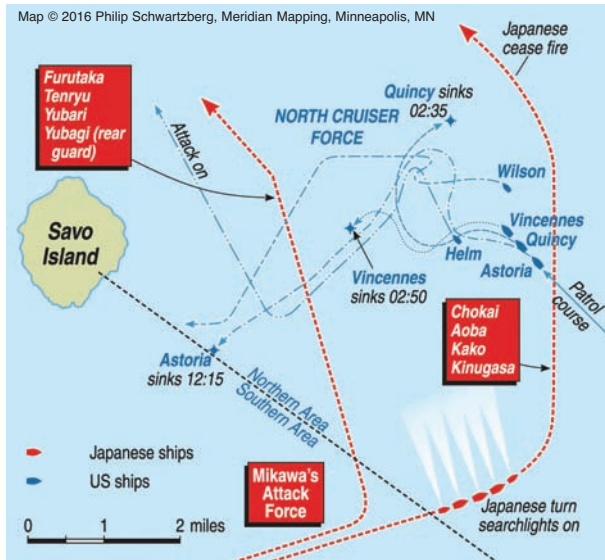 Map © 2016 Philip Schwartzberg, Meridian Mapping, Minneapolis, MN
Japanese
cease fire
Furutaka
Tenryu
Yubari
Yubagi (rear
guard)
Quincy sinks
02:35
NORTH CRUISER
FORCE
Attack on
Wilson
Savo
Island
Vincennes
Quincy
Helm
Astoria
Vincennes
sinks 02:50
Patrol
course
Chokai
Aoba
Kako
Kinugasa
Astoria
sinks 12:15
Northern Area
Southern Area
Japanese ships
US ships
Mikawa's
Attack
Force
Japanese turn
searchlights on
0 1 2 miles